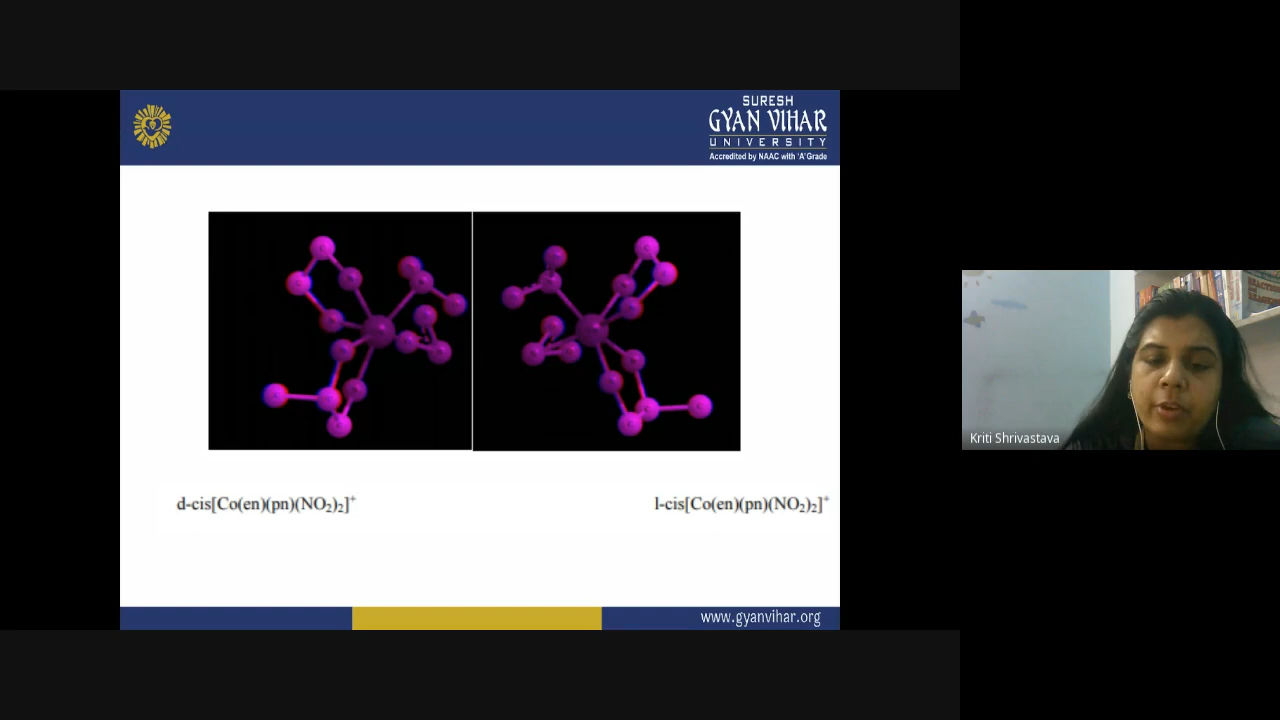 SURESH
GYAN VIHAR
UNIVERSITY
Accredited by NAAC with 'A' Grade
d-cis[Co(en)(pn)(NO₂)₂]⁺
l-cis[Co(en)(pn)(NO₂)₂]⁺
www.gyanvihar.org
Kriti Shrivastava